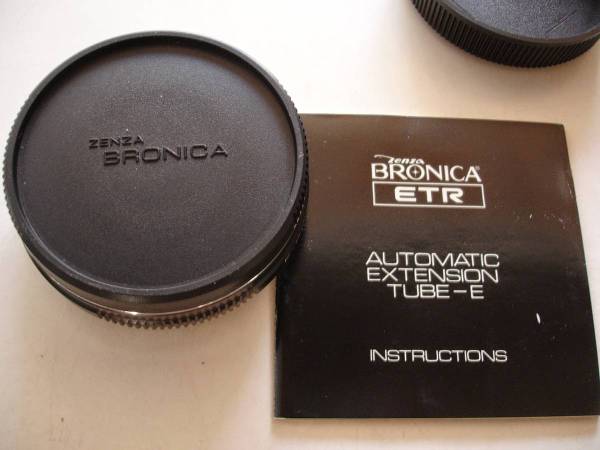 ZENZA
BRONICA
Zenza
BRONICA®
ETR
AUTOMATIC
EXTENSION
TUBE-E
INSTRUCTIONS